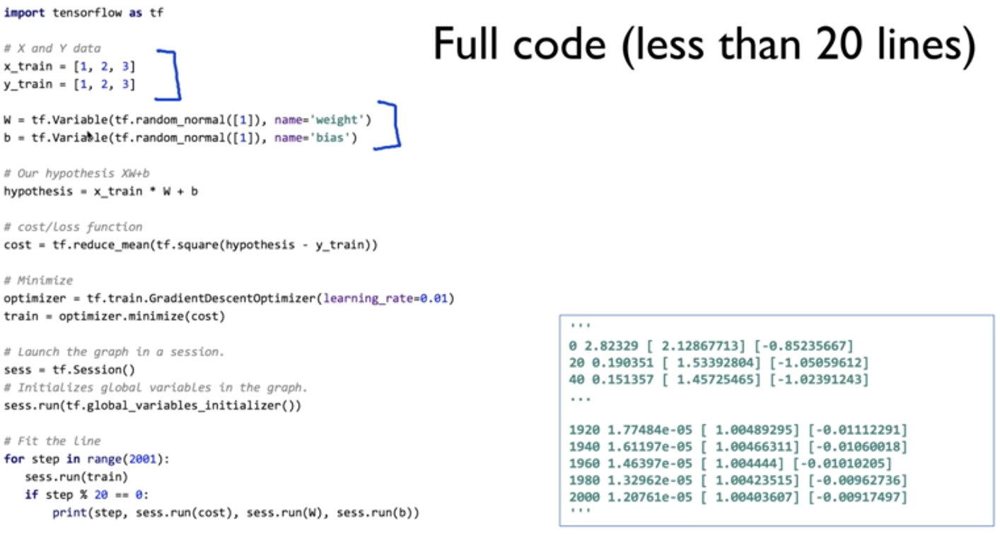 Full code (less than 20 lines)
import tensorflow as tf
# X and Y data
x_train = [1, 2, 3]
y_train = [1, 2, 3]
W = tf.Variable(tf.random_normal([1]), name='weight')
b = tf.Variable(tf.random_normal([1]), name='bias')
# Our hypothesis XW+b
hypothesis = x_train * W + b
# cost/loss function
cost = tf.reduce_mean(tf.square(hypothesis - y_train))
# Minimize
optimizer = tf.train.GradientDescentOptimizer(learning_rate=0.01)
train = optimizer.minimize(cost)
# Launch the graph in a session.
sess = tf.Session()
# Initializes global variables in the graph.
sess.run(tf.global_variables_initializer())
# Fit the line
for step in range(2001):
    sess.run(train)
    if step % 20 == 0:
        print(step, sess.run(cost), sess.run(W), sess.run(b))
'''
0 2.82329 [ 2.12867713] [-0.85235667]
20 0.190351 [ 1.53392804] [-1.05059612]
40 0.151357 [ 1.45725465] [-1.02391243]
...
1920 1.77484e-05 [ 1.00489295] [-0.01112291]
1940 1.61197e-05 [ 1.00466311] [-0.01060018]
1960 1.46397e-05 [ 1.004444] [-0.01010205]
1980 1.32962e-05 [ 1.00423515] [-0.00962736]
2000 1.20761e-05 [ 1.00403607] [-0.00917497]
'''